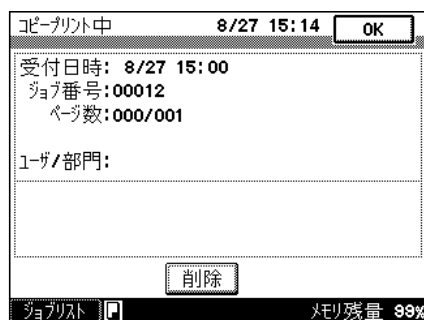 コピープリント中 8/27 15:14 OK
受付日時: 8/27 15:00
ジョブ番号:00012
ページ数:000/001
ユーザ/部門:
削除
ジョブリスト メモリ残量 99%